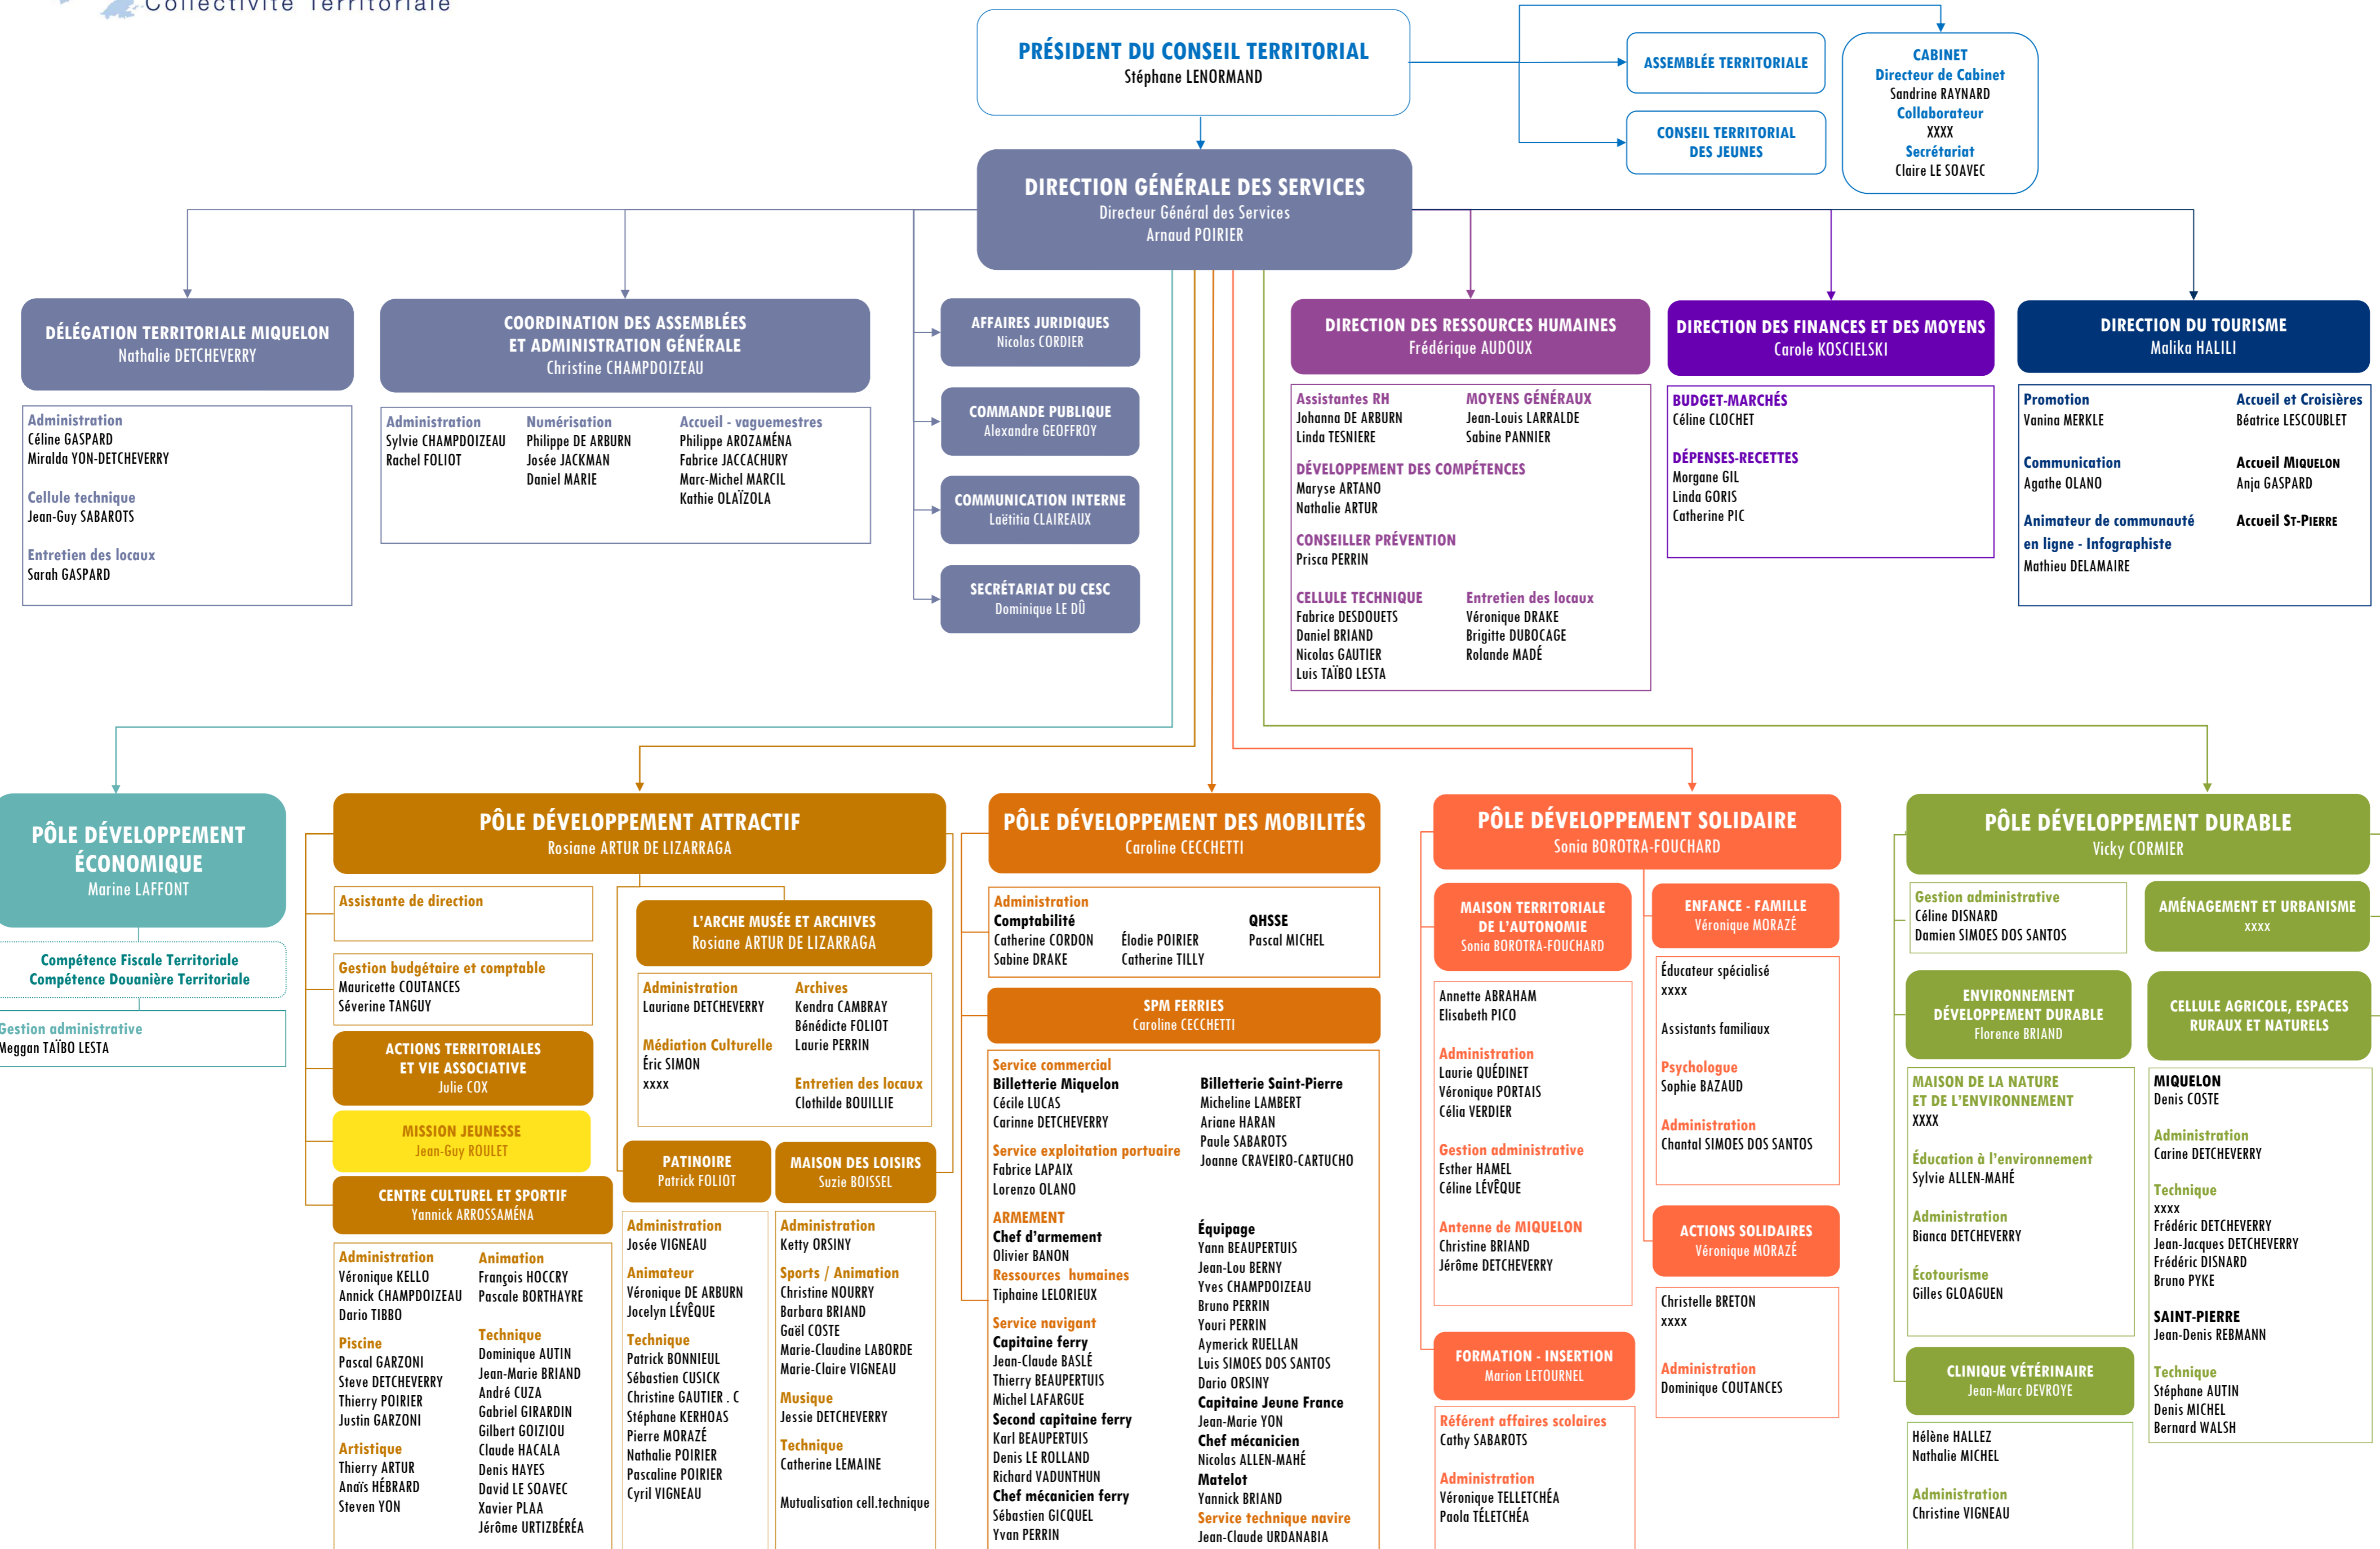 Collectivité Territoriale
PRÉSIDENT DU CONSEIL TERRITORIAL
Stéphane LENORMAND
ASSEMBLÉE TERRITORIALE
CONSEIL TERRITORIAL
DES JEUNES
CABINET
Directeur de Cabinet
Sandrine RAYNARD
Collaborateur
XXXX
Secrétariat
Claire LE SOAVEC
DIRECTION GÉNÉRALE DES SERVICES
Directeur Général des Services
Arnaud POIRIER
DÉLÉGATION TERRITORIALE MIQUELON
Nathalie DETCHEVERRY
Administration
Céline GASPARD
Miralda YON-DETCHEVERRY
Cellule technique
Jean-Guy SABAROTS
Entretien des locaux
Sarah GASPARD
COORDINATION DES ASSEMBLÉES
ET ADMINISTRATION GÉNÉRALE
Christine CHAMPDOIZEAU
Administration
Sylvie CHAMPDOIZEAU
Rachel FOLIOT
Numérisation
Philippe DE ARBURN
Josée JACKMAN
Daniel MARIE
Accueil - vaguemestres
Philippe AROZAMÉNA
Fabrice JACCACHURY
Marc-Michel MARCIL
Kathie OLAÏZOLA
AFFAIRES JURIDIQUES
Nicolas CORDIER
COMMANDE PUBLIQUE
Alexandre GEOFFROY
COMMUNICATION INTERNE
Laëtitia CLAIREAUX
SECRÉTARIAT DU CESC
Dominique LE DÛ
DIRECTION DES RESSOURCES HUMAINES
Frédérique AUDOUX
Assistantes RH
Johanna DE ARBURN
Linda TESNIERE
MOYENS GÉNÉRAUX
Jean-Louis LARRALDE
Sabine PANNIER
DÉVELOPPEMENT DES COMPÉTENCES
Maryse ARTANO
Nathalie ARTUR
CONSEILLER PRÉVENTION
Prisca PERRIN
CELLULE TECHNIQUE
Fabrice DESDOUETS
Daniel BRIAND
Nicolas GAUTIER
Luis TAÏBO LESTA
Entretien des locaux
Véronique DRAKE
Brigitte DUBOCAGE
Rolande MADÉ
DIRECTION DES FINANCES ET DES MOYENS
Carole KOSCIELSKI
BUDGET-MARCHÉS
Céline CLOCHET
DÉPENSES-RECETTES
Morgane GIL
Linda GORIS
Catherine PIC
DIRECTION DU TOURISME
Malika HALILI
Promotion
Vanina MERKLE
Communication
Agathe OLANO
Animateur de communauté
en ligne - Infographiste
Mathieu DELAMAIRE
Accueil et Croisières
Béatrice LESCOUBLET
Accueil MIQUELON
Anja GASPARD
Accueil ST-PIERRE
PÔLE DÉVELOPPEMENT
ÉCONOMIQUE
Marine LAFFONT
Compétence Fiscale Territoriale
Compétence Douanière Territoriale
Gestion administrative
Meggan TAÏBO LESTA
PÔLE DÉVELOPPEMENT ATTRACTIF
Rosiane ARTUR DE LIZARRAGA
Assistante de direction
Gestion budgétaire et comptable
Mauricette COUTANCES
Séverine TANGUY
ACTIONS TERRITORIALES
ET VIE ASSOCIATIVE
Julie COX
MISSION JEUNESSE
Jean-Guy ROULET
CENTRE CULTUREL ET SPORTIF
Yannick ARROSSAMÉNA
Administration
Véronique KELLO
Annick CHAMPDOIZEAU
Dario TIBBO
Piscine
Pascal GARZONI
Steve DETCHEVERRY
Thierry POIRIER
Justin GARZONI
Artistique
Thierry ARTUR
Anaïs HÉBRARD
Steven YON
Animation
François HOCCRY
Pascale BORTHAYRE
Technique
Dominique AUTIN
Jean-Marie BRIAND
André CUZA
Gabriel GIRARDIN
Gilbert GOIZIOU
Claude HACALA
Denis HAYES
David LE SOAVEC
Xavier PLAA
Jérôme URTIZBÉRÉA
L'ARCHE MUSÉE ET ARCHIVES
Rosiane ARTUR DE LIZARRAGA
Administration
Lauriane DETCHEVERRY
Médiation Culturelle
Éric SIMON
xxxx
Archives
Kendra CAMBRAY
Bénédicte FOLIOT
Laurie PERRIN
Entretien des locaux
Clothilde BOUILLIE
PATINOIRE
Patrick FOLIOT
Administration
Josée VIGNEAU
Animateur
Véronique DE ARBURN
Jocelyn LÉVÊQUE
Technique
Patrick BONNIEUL
Sébastien CUSICK
Christine GAUTIER . C
Stéphane KERHOAS
Pierre MORAZÉ
Nathalie POIRIER
Pascaline POIRIER
Cyril VIGNEAU
MAISON DES LOISIRS
Suzie BOISSEL
Administration
Ketty ORSINY
Sports / Animation
Christine NOURRY
Barbara BRIAND
Gaël COSTE
Marie-Claudine LABORDE
Marie-Claire VIGNEAU
Musique
Jessie DETCHEVERRY
Technique
Catherine LEMAINE
Mutualisation cell.technique
PÔLE DÉVELOPPEMENT DES MOBILITÉS
Caroline CECCHETTI
Administration
Comptabilité
Catherine CORDON
Sabine DRAKE
Élodie POIRIER
Catherine TILLY
QHSSE
Pascal MICHEL
SPM FERRIES
Caroline CECCHETTI
Service commercial
Billetterie Miquelon
Cécile LUCAS
Carinne DETCHEVERRY
Service exploitation portuaire
Fabrice LAPAIX
Lorenzo OLANO
ARMEMENT
Chef d'armement
Olivier BANON
Ressources humaines
Tiphaine LELORIEUX
Service navigant
Capitaine ferry
Jean-Claude BASLÉ
Thierry BEAUPERTUIS
Michel LAFARGUE
Second capitaine ferry
Karl BEAUPERTUIS
Denis LE ROLLAND
Richard VADUNTHUN
Chef mécanicien ferry
Sébastien GICQUEL
Yvan PERRIN
Billetterie Saint-Pierre
Micheline LAMBERT
Ariane HARAN
Paule SABAROTS
Joanne CRAVEIRO-CARTUCHO
Équipage
Yann BEAUPERTUIS
Jean-Lou BERNY
Yves CHAMPDOIZEAU
Bruno PERRIN
Youri PERRIN
Aymerick RUELLAN
Luis SIMOES DOS SANTOS
Dario ORSINY
Capitaine Jeune France
Jean-Marie YON
Chef mécanicien
Nicolas ALLEN-MAHÉ
Matelot
Yannick BRIAND
Service technique navire
Jean-Claude URDANABIA
PÔLE DÉVELOPPEMENT SOLIDAIRE
Sonia BOROTRA-FOUCHARD
MAISON TERRITORIALE
DE L'AUTONOMIE
Sonia BOROTRA-FOUCHARD
Annette ABRAHAM
Elisabeth PICO
Administration
Laurie QUÉDINET
Véronique PORTAIS
Célia VERDIER
Gestion administrative
Esther HAMEL
Céline LÉVÊQUE
Antenne de MIQUELON
Christine BRIAND
Jérôme DETCHEVERRY
FORMATION - INSERTION
Marion LETOURNEL
Référent affaires scolaires
Cathy SABAROTS
Administration
Véronique TELLETCHÉA
Paola TÉLETCHÉA
ENFANCE - FAMILLE
Véronique MORAZÉ
Éducateur spécialisé
xxxx
Assistants familiaux
Psychologue
Sophie BAZAUD
Administration
Chantal SIMOES DOS SANTOS
ACTIONS SOLIDAIRES
Véronique MORAZÉ
Christelle BRETON
xxxx
Administration
Dominique COUTANCES
PÔLE DÉVELOPPEMENT DURABLE
Vicky CORMIER
Gestion administrative
Céline DISNARD
Damien SIMOES DOS SANTOS
AMÉNAGEMENT ET URBANISME
xxxx
ENVIRONNEMENT
DÉVELOPPEMENT DURABLE
Florence BRIAND
MAISON DE LA NATURE
ET DE L'ENVIRONNEMENT
XXXX
Éducation à l'environnement
Sylvie ALLEN-MAHÉ
Administration
Bianca DETCHEVERRY
Écotourisme
Gilles GLOAGUEN
CLINIQUE VÉTÉRINAIRE
Jean-Marc DEVROYE
Hélène HALLEZ
Nathalie MICHEL
Administration
Christine VIGNEAU
CELLULE AGRICOLE, ESPACES
RURAUX ET NATURELS
MIQUELON
Denis COSTE
Administration
Carine DETCHEVERRY
Technique
xxxx
Frédéric DETCHEVERRY
Jean-Jacques DETCHEVERRY
Frédéric DISNARD
Bruno PYKE
SAINT-PIERRE
Jean-Denis REBMANN
Technique
Stéphane AUTIN
Denis MICHEL
Bernard WALSH